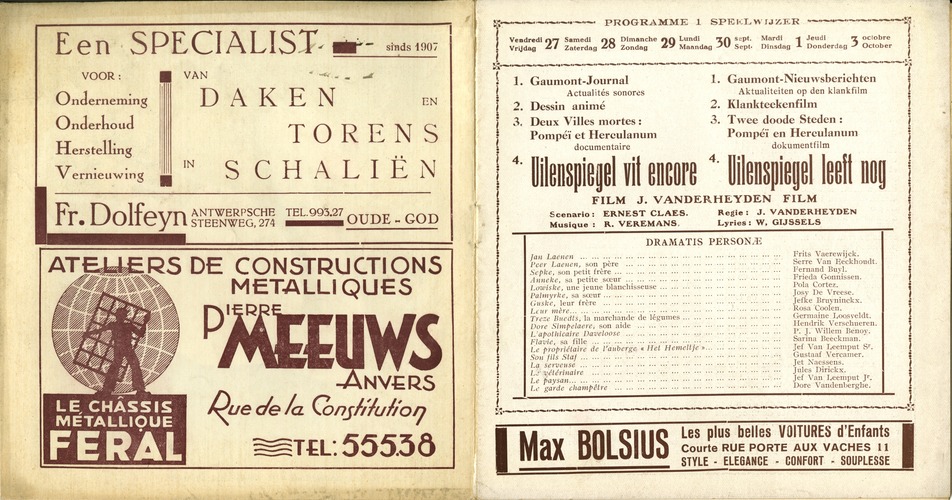 Een SPECIALIST sinds 1907
VOOR : VAN
Onderneming DAKEN EN
Onderhoud TORENS
Herstelling
Vernieuwing IN SCHALIËN
Fr. Dolfeyn ANTWERPSCHE STEENWEG, 274 TEL. 993,27 OUDE - GOD
ATELIERS DE CONSTRUCTIONS
METALLIQUES
PIERRE
MEEUWS
ANVERS
Rue de la Constitution
TEL: 55538
LE CHÂSSIS
MÉTALLIQUE
FERAL
PROGRAMME 1 SPEELWIJZER
Vendredi Vrijdag 27 Samedi Zaterdag 28 Dimanche Zondag 29 Lundi Maandag 30 sept. Sept. Mardi Dinsdag 1 Jeudi Donderdag 3 octobre October
1. Gaumont-Journal
Actualités sonores
2. Dessin animé
3. Deux Villes mortes :
Pompéï et Herculanum
documentaire
4. Uilenspiegel vit encore
1. Gaumont-Nieuwsberichten
Aktualiteiten op den klankfilm
2. Klankteekenfilm
3. Twee doode Steden :
Pompeï en Herculanum
dokumentfilm
4. Uilenspiegel leeft nog
FILM J. VANDERHEYDEN FILM
Scenario : ERNEST CLAES. Regie : J. VANDERHEYDEN
Musique : R. VEREMANS. Lyries : W. GIJSSELS
DRAMATIS PERSONÆ
Jan Laenen ... Frits Vaerewijck.
Peer Laenen, son père ... Serre Van Eeckhoudt.
Sepke, son petit frère ... Fernand Buyl.
Anneke, sa petite sœur ... Frieda Gonnissen.
Lowiske, une jeune blanchisseuse ... Pola Cortez.
Palmyrke, sa sœur ... Josy De Vreese.
Guske, leur frère ... Jefke Bruyninckx.
Leur mère ... Rosa Coolen.
Treze Buedts, la marchande de légumes ... Germaine Loosveldt.
Dore Simpelaere, son aide ... Hendrik Verschueren.
L'apothicaire Daveloose ... P. J. Willem Benoy.
Flavie, sa fille ... Sarina Beeckman.
Le propriétaire de l'auberge « Het Hemeltje » ... Jef Van Leemput Sr.
Son fils Staf ... Gustaaf Vercamer.
La serveuse ... Jet Naessens.
Le vétérinaire ... Jules Dirickx.
Le paysan ... Jef Van Leemput Jr.
Le garde champêtre ... Dore Vandenberghe.
Max BOLSIUS
Les plus belles VOITURES d'Enfants
Courte RUE PORTE AUX VACHES 11
STYLE - ELEGANCE - CONFORT - SOUPLESSE